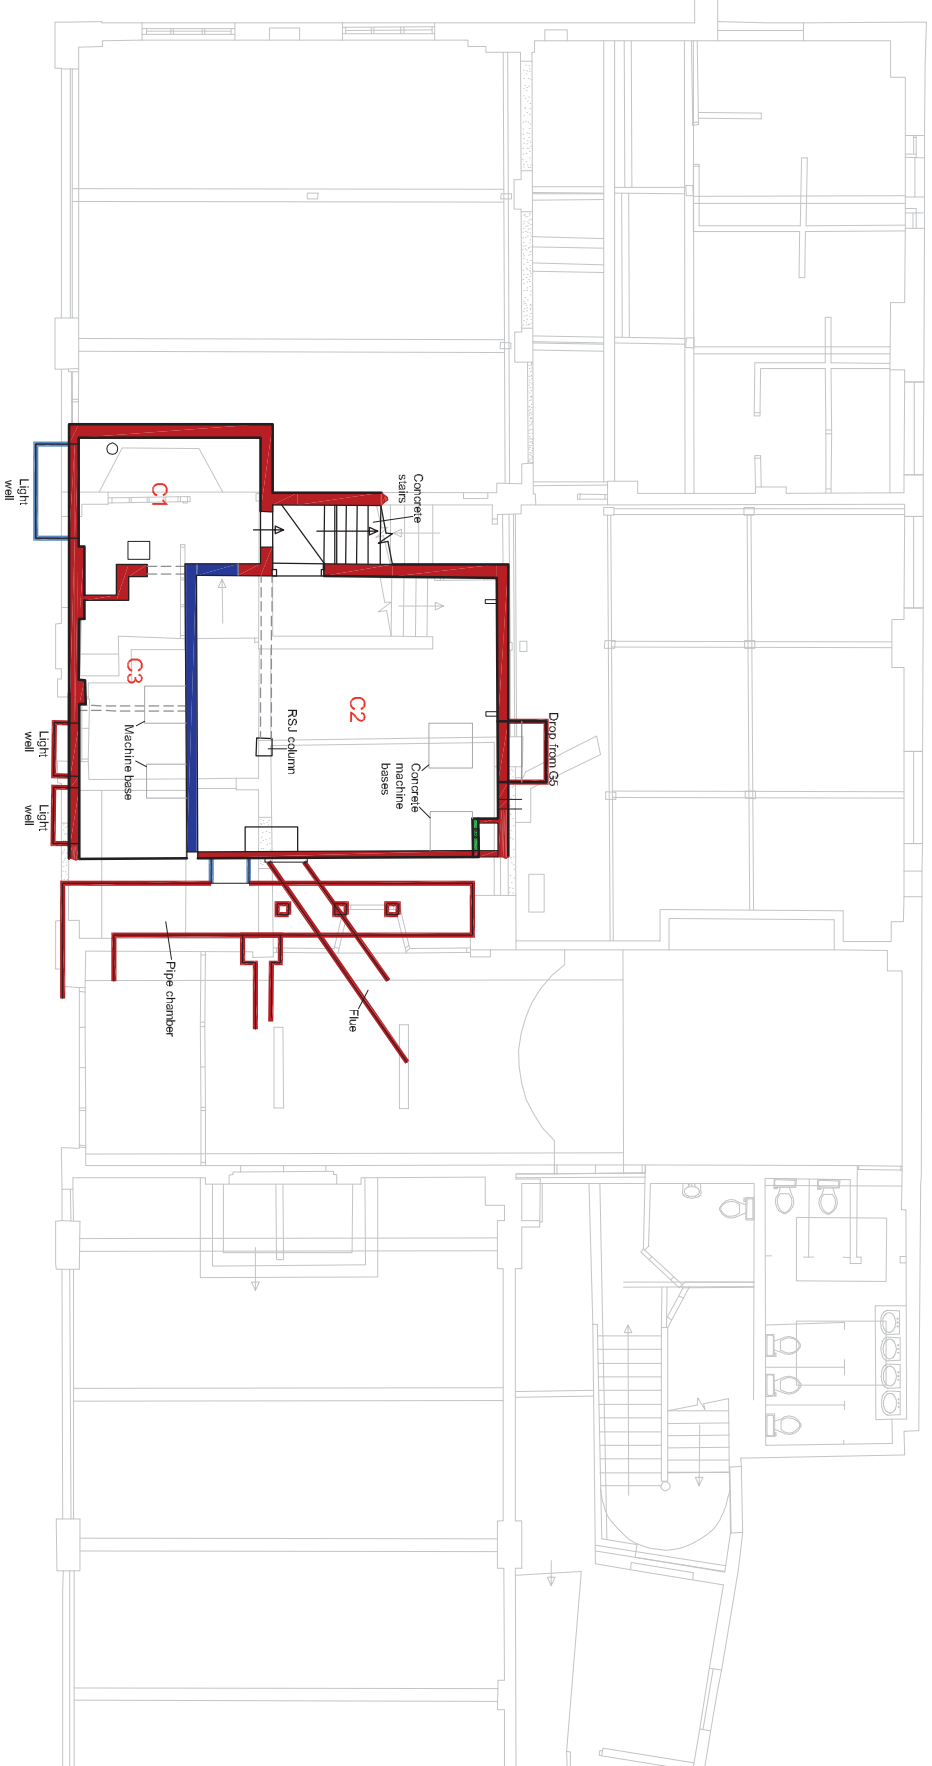 Concrete
stairs
C1
Light
well
C3
C2
Drop from G5
RSJ column
Concrete
machine
bases
Machine base
Light
well
Light
well
Pipe chamber
Flue